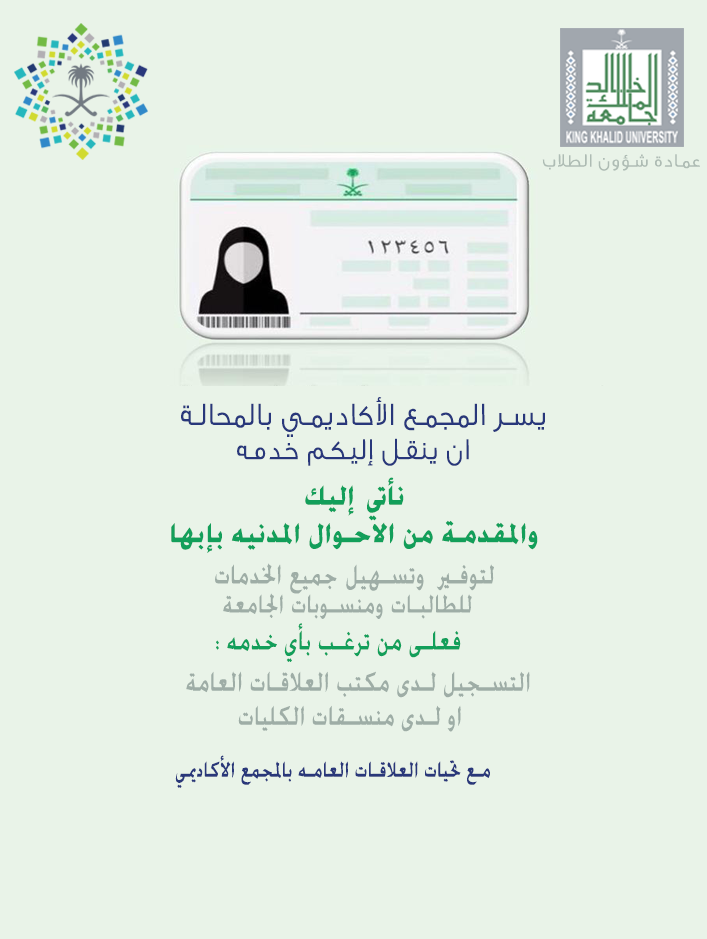 جامعة الملك خالد
KING KHALID UNIVERSITY
عمادة شؤون الطلاب
١٢٣٤٥٦
يسر المجمع الأكاديمي بالمحالة
ان ينقل إليكم خدمه
نأتي إليك
والمقدمة من الاحوال المدنيه بإبها
لتوفير وتسهيل جميع الخدمات
للطالبات ومنسوبات الجامعة
فعلى من ترغب بأي خدمه :
التسجيل لدى مكتب العلاقات العامة
او لدى منسقات الكليات
مع تحيات العلاقات العامه بالمجمع الأكاديمي